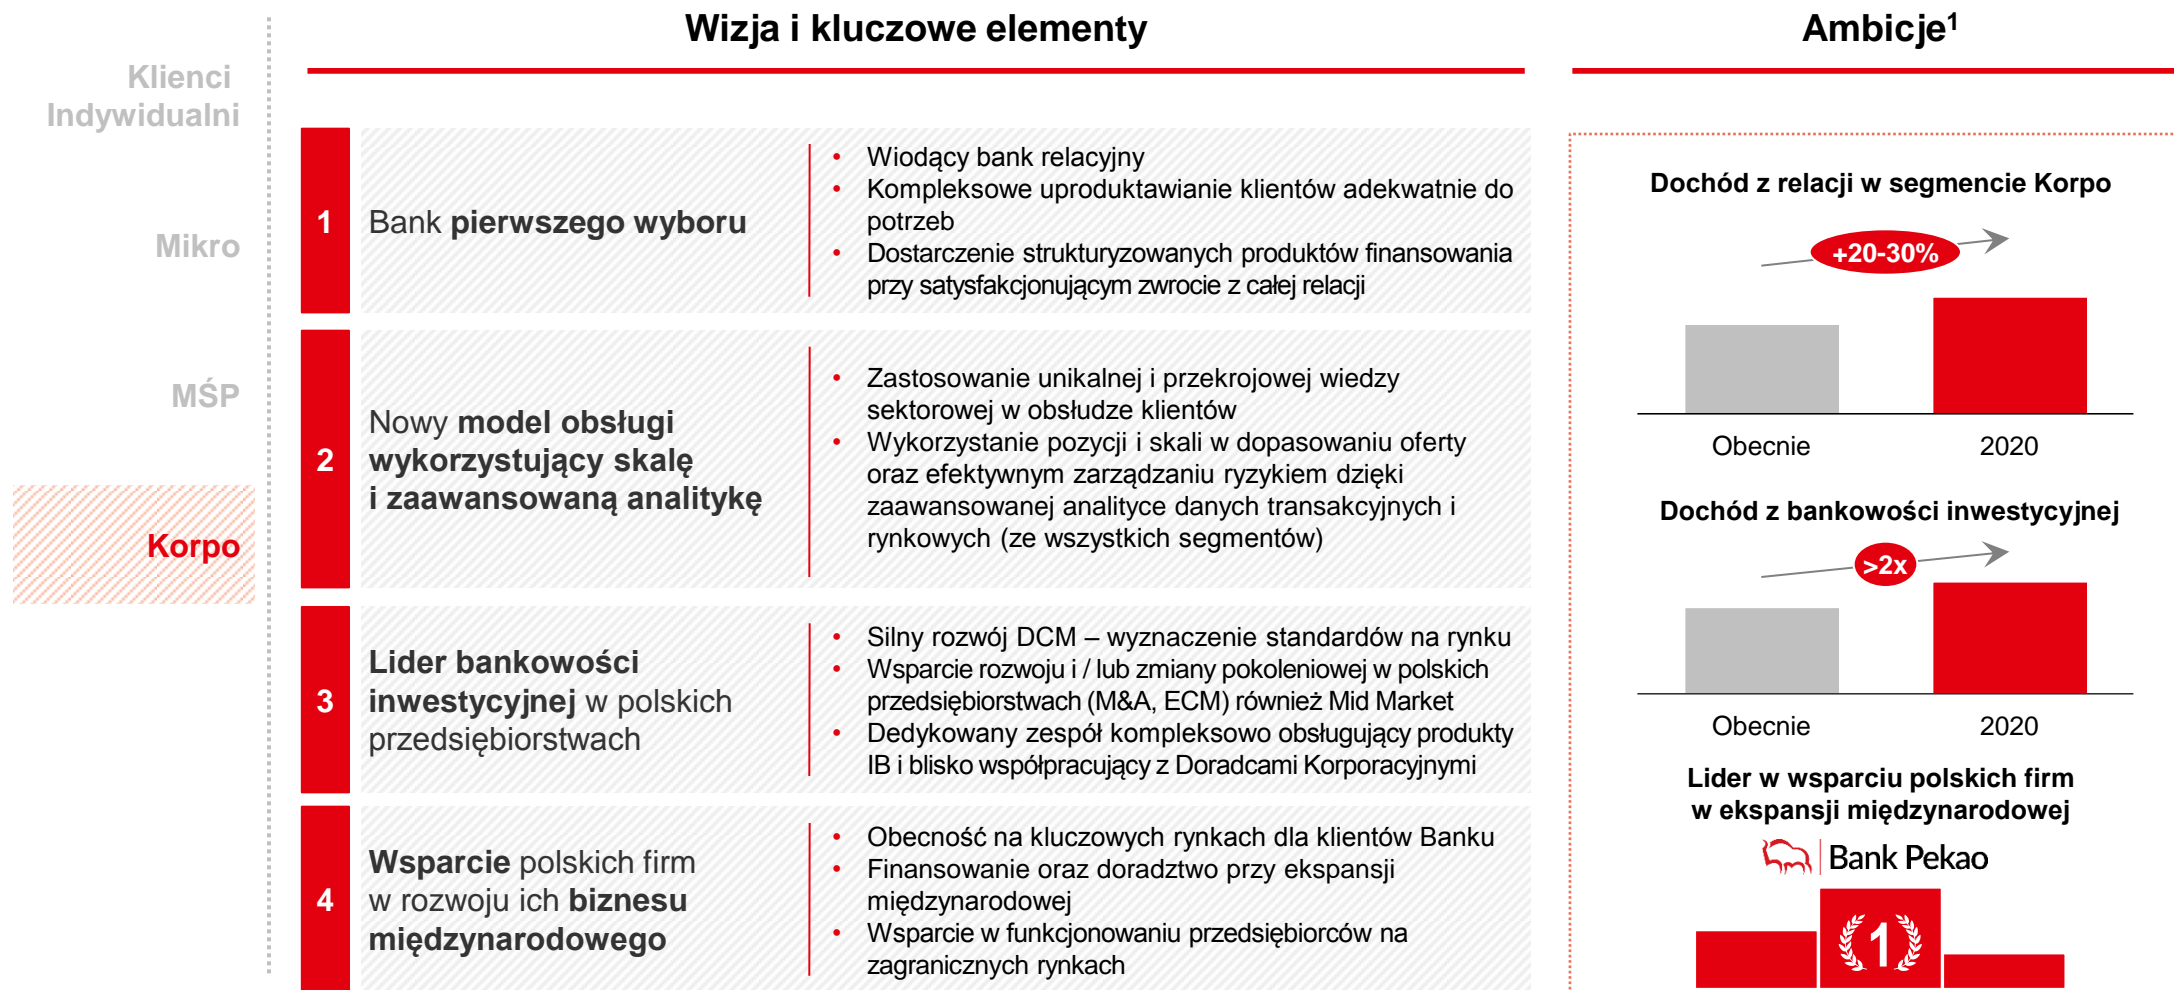 Wizja i kluczowe elementy
Ambicje¹
Klienci
Indywidualni
Mikro
MŚP
Korpo
1
Bank pierwszego wyboru
• Wiodący bank relacyjny
• Kompleksowe uproduktawianie klientów adekwatnie do
potrzeb
• Dostarczenie strukturyzowanych produktów finansowania
przy satysfakcjonującym zwrocie z całej relacji
2
Nowy model obsługi
wykorzystujący skalę
i zaawansowaną analitykę
• Zastosowanie unikalnej i przekrojowej wiedzy
sektorowej w obsłudze klientów
• Wykorzystanie pozycji i skali w dopasowaniu oferty
oraz efektywnym zarządzaniu ryzykiem dzięki
zaawansowanej analityce danych transakcyjnych i
rynkowych (ze wszystkich segmentów)
3
Lider bankowości
inwestycyjnej w polskich
przedsiębiorstwach
• Silny rozwój DCM – wyznaczenie standardów na rynku
• Wsparcie rozwoju i / lub zmiany pokoleniowej w polskich
przedsiębiorstwach (M&A, ECM) również Mid Market
• Dedykowany zespół kompleksowo obsługujący produkty
IB i blisko współpracujący z Doradcami Korporacyjnymi
4
Wsparcie polskich firm
w rozwoju ich biznesu
międzynarodowego
• Obecność na kluczowych rynkach dla klientów Banku
• Finansowanie oraz doradztwo przy ekspansji
międzynarodowej
• Wsparcie w funkcjonowaniu przedsiębiorców na
zagranicznych rynkach
Dochód z relacji w segmencie Korpo
+20-30%
Obecnie
2020
Dochód z bankowości inwestycyjnej
>2x
Obecnie
2020
Lider w wsparciu polskich firm
w ekspansji międzynarodowej
Bank Pekao
1